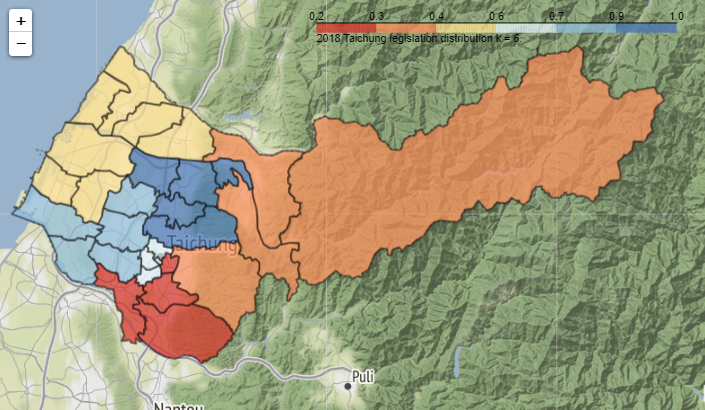 +
−
0.2 0.3 0.4 0.6 0.7 0.9 1.0
2018 Taichung legislation distribution k = 6
Taichung
Puli
Nantou